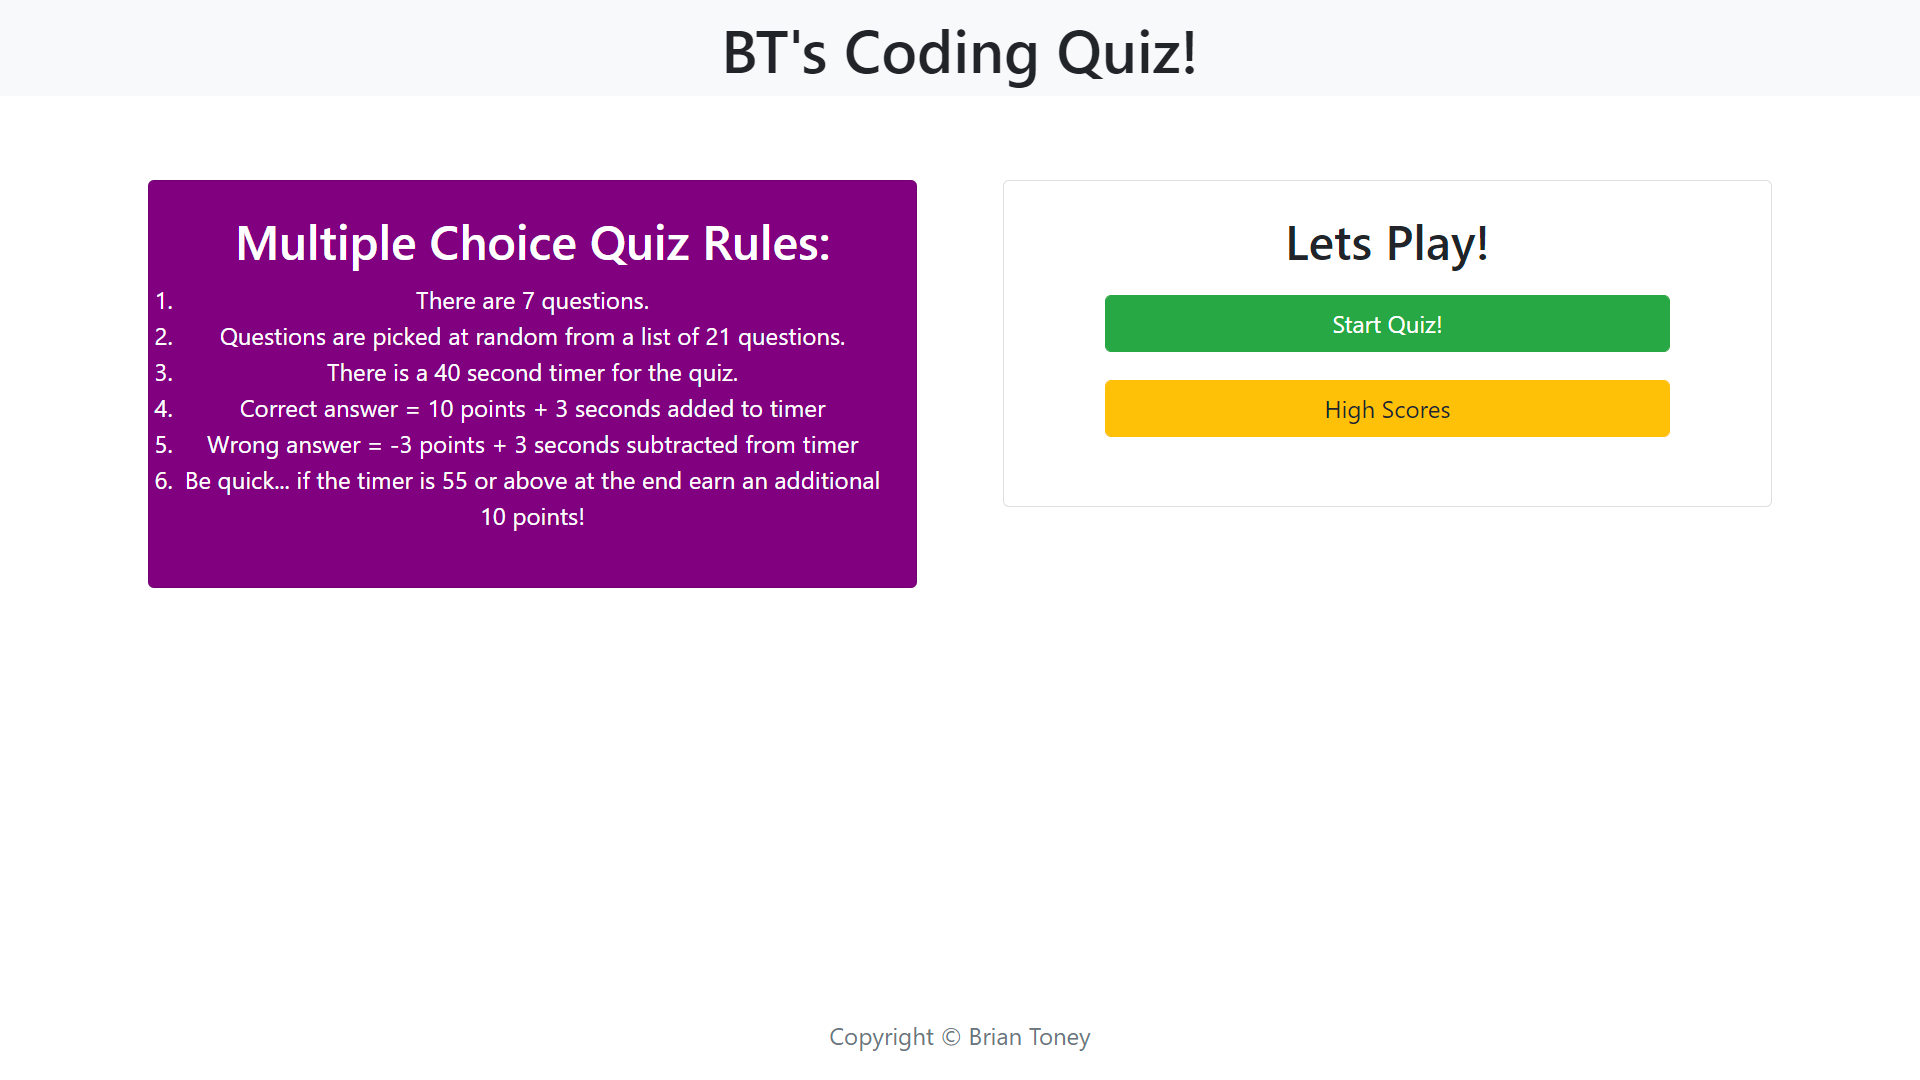 BT's Coding Quiz!
Multiple Choice Quiz Rules:
1. There are 7 questions.
2. Questions are picked at random from a list of 21 questions.
3. There is a 40 second timer for the quiz.
4. Correct answer = 10 points + 3 seconds added to timer
5. Wrong answer = -3 points + 3 seconds subtracted from timer
6. Be quick... if the timer is 55 or above at the end earn an additional
10 points!
Lets Play!
Start Quiz!
High Scores
Copyright © Brian Toney